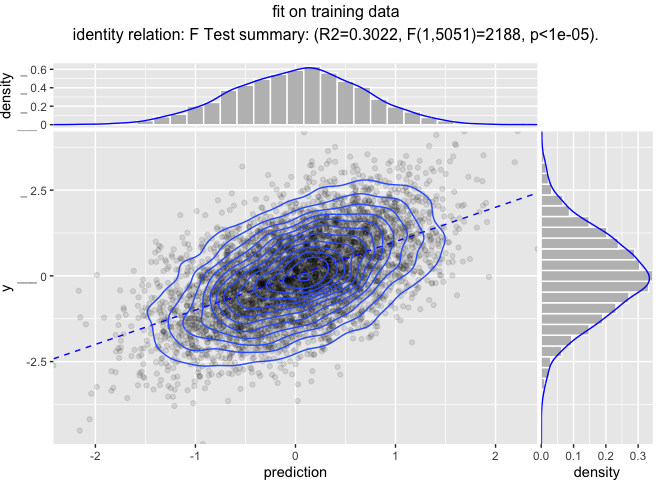 fit on training data
identity relation: F Test summary: (R2=0.3022, F(1,5051)=2188, p<1e-05).
density
0.6
0.4
0.2
0
y
2.5
0
-2.5
-2
-1
0
1
2
prediction
0.0
0.1
0.2
0.3
density